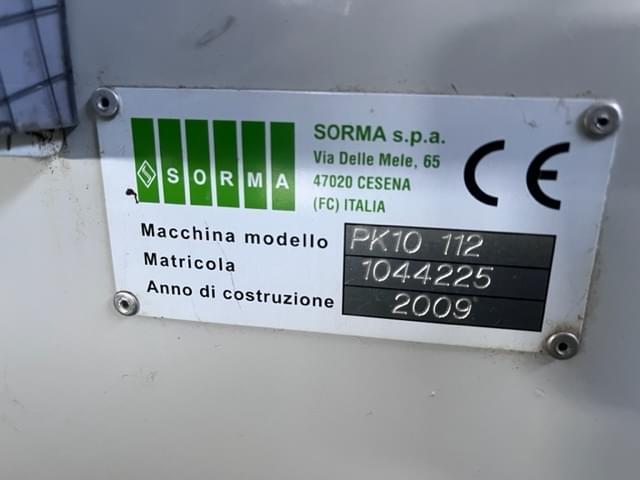 SORMA
SORMA s.p.a.
Via Delle Mele, 65
47020 CESENA
(FC) ITALIA
CE
Macchina modello PK10 112
Matricola 1044225
Anno di costruzione 2009